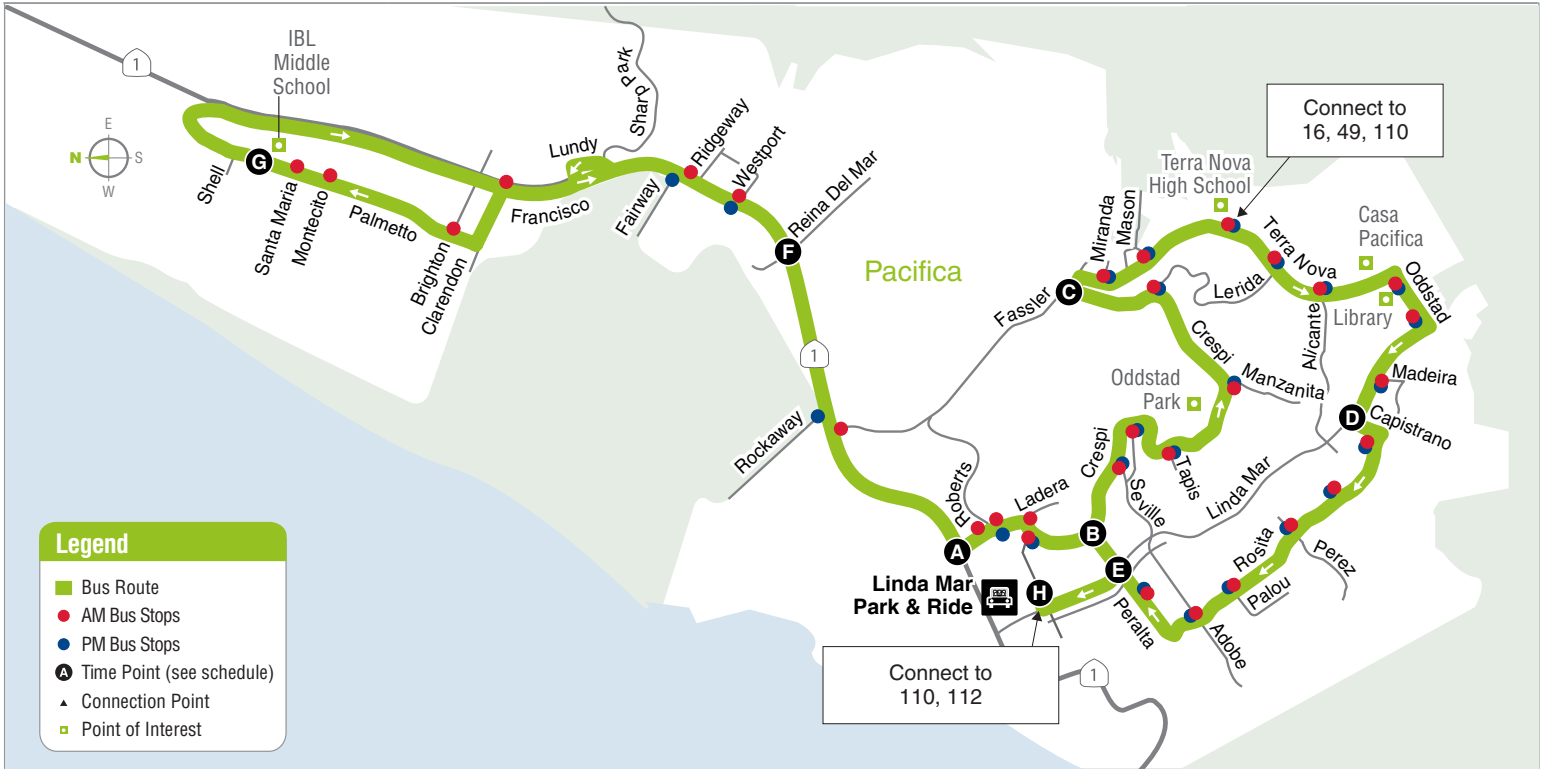 1
IBL
Middle
School
E
N
S
W
Shell
G
Santa Maria
Montecito
Palmetto
Brighton
Clarendon
Francisco
Lundy
Sharp Park
Fairway
Ridgeway
Westport
Reina Del Mar
F
Pacifica
1
Rockaway
Fassler
C
Miranda
Mason
Terra Nova
High School
Connect to
16, 49, 110
Terra Nova
Lerida
Casa
Pacifica
Oddstad
Library
Alicante
Crespi
Manzanita
Oddstad
Park
Madeira
D
Capistrano
Tapis
Crespi
Seville
Linda Mar
Roberts
Ladera
A
B
E
H
Linda Mar
Park & Ride
Peralta
Adobe
Palou
Rosita
Perez
Connect to
110, 112
1
Legend
Bus Route
AM Bus Stops
PM Bus Stops
A Time Point (see schedule)
Connection Point
Point of Interest